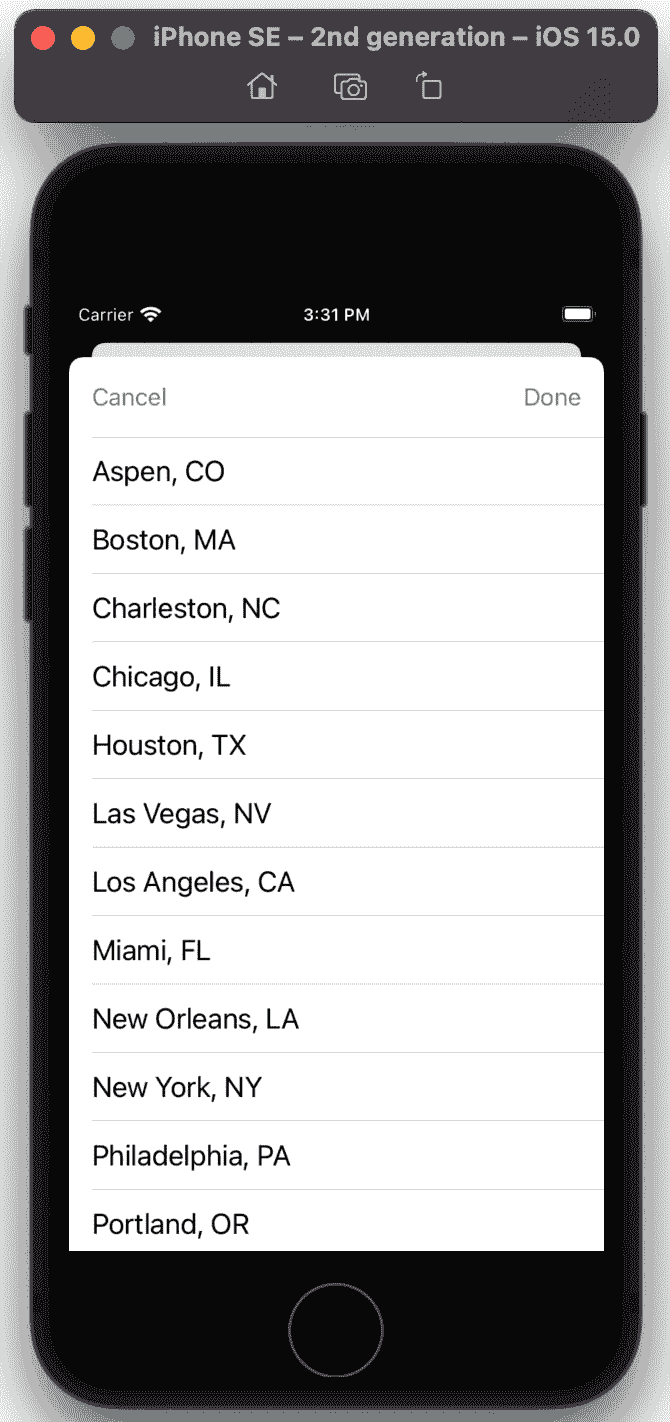 iPhone SE – 2nd generation – iOS 15.0
Carrier 3:31 PM
Cancel Done
Aspen, CO
Boston, MA
Charleston, NC
Chicago, IL
Houston, TX
Las Vegas, NV
Los Angeles, CA
Miami, FL
New Orleans, LA
New York, NY
Philadelphia, PA
Portland, OR